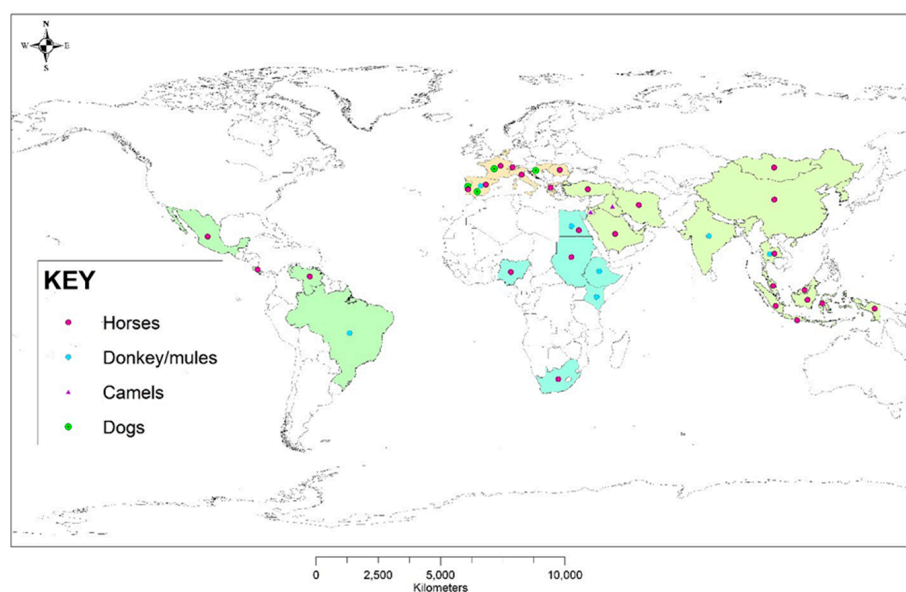 N
W E
S
KEY
Horses
Donkey/mules
Camels
Dogs
0 2,500 5,000 10,000
Kilometers